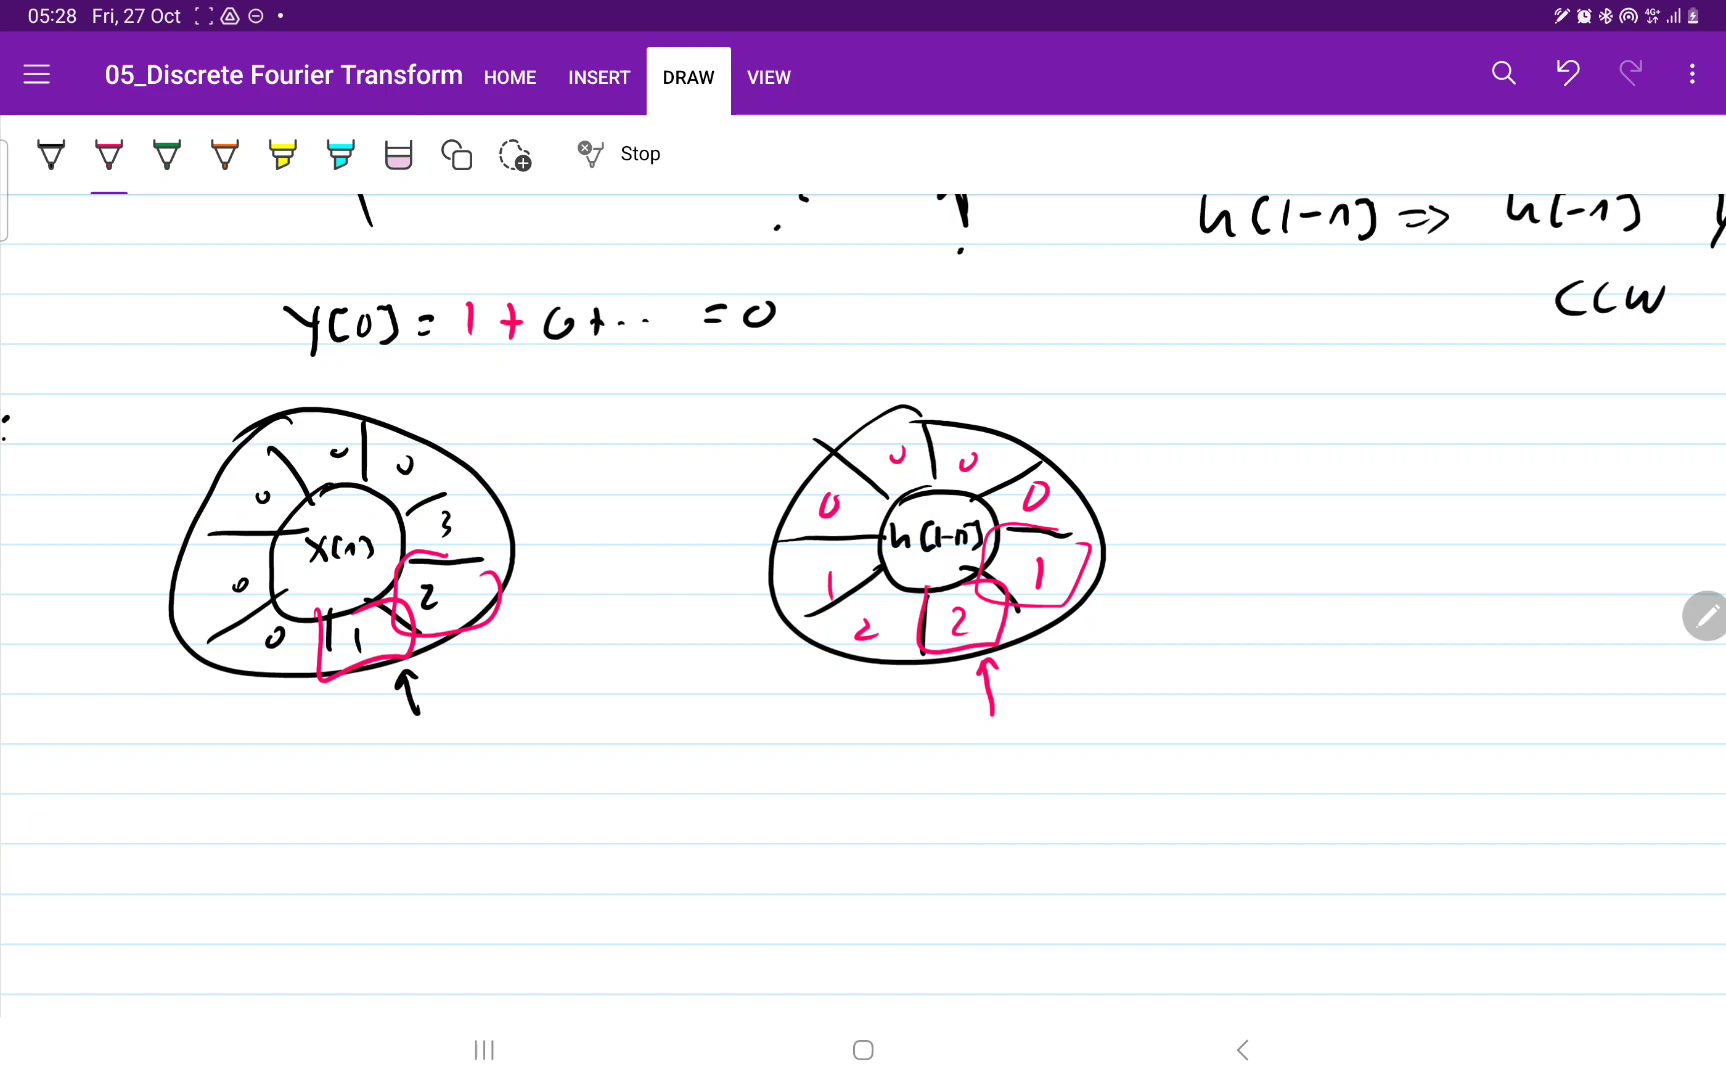 05:28 Fri, 27 Oct 4G+
05_Discrete Fourier Transform HOME INSERT DRAW VIEW
Stop
h[1-n] => h[-n]
CCW
Y[0] = 1 + 0 + .. = 0
0 0 3 2 1 0 0 0
x[n]
0 0 0 1 2 2 1 0
h[1-n]